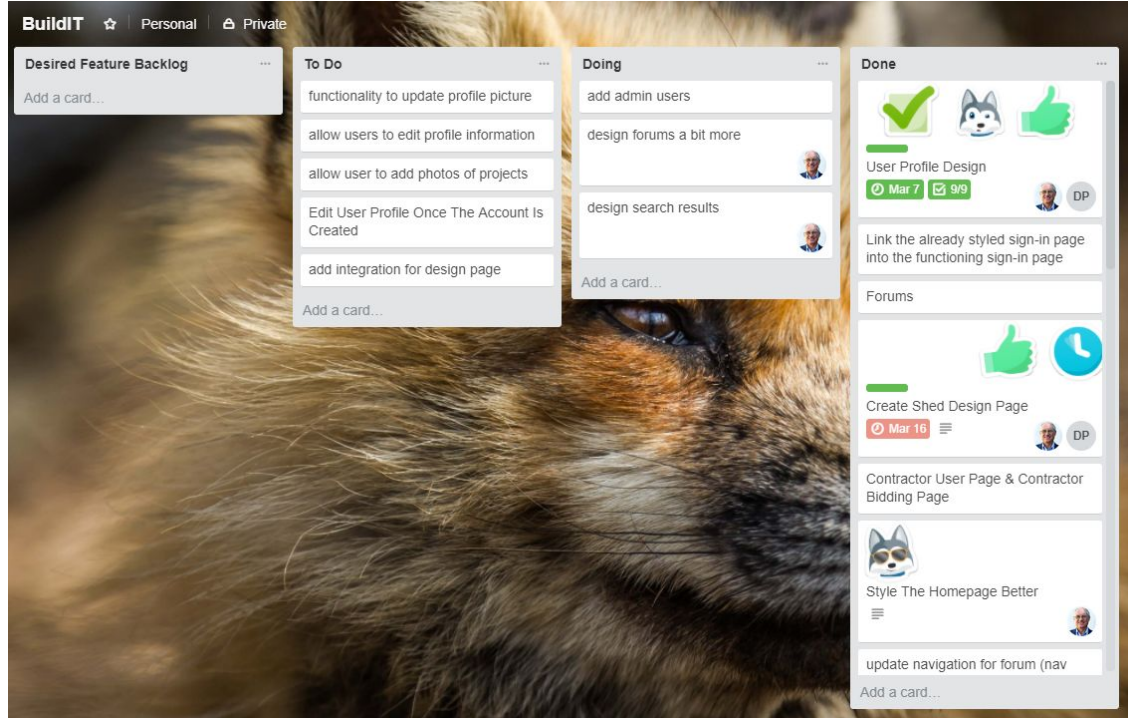 BuildIT
Personal
Private
Desired Feature Backlog
Add a card...
To Do
functionality to update profile picture
allow users to edit profile information
allow user to add photos of projects
Edit User Profile Once The Account Is
Created
add integration for design page
Add a card...
Doing
add admin users
design forums a bit more
design search results
Add a card...
Done
User Profile Design
Mar 7
9/9
DP
Link the already styled sign-in page
into the functioning sign-in page
Forums
Create Shed Design Page
Mar 16
DP
Contractor User Page & Contractor
Bidding Page
Style The Homepage Better
update navigation for forum (nav
Add a card...